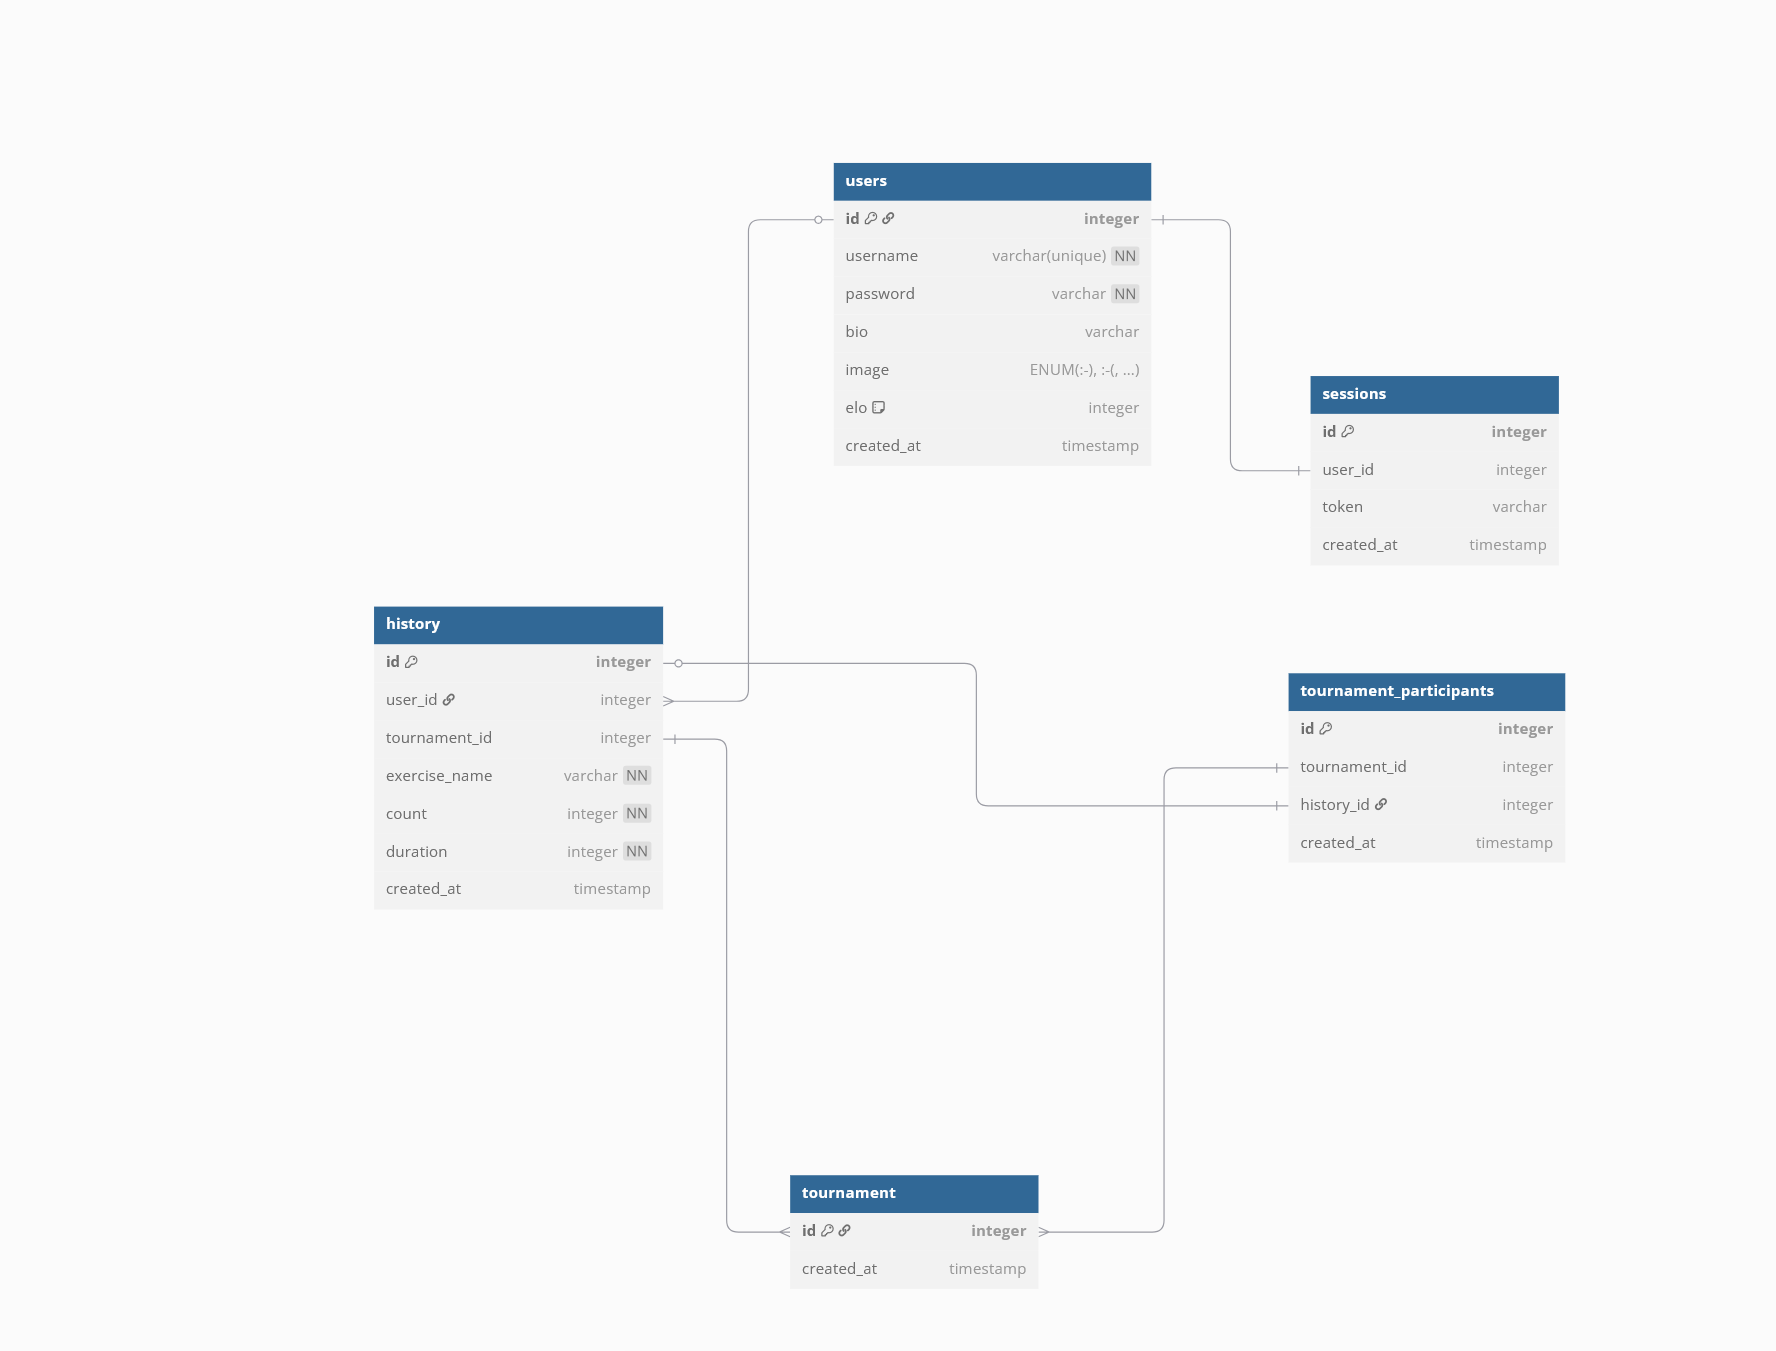 users
id integer
username varchar(unique) NN
password varchar NN
bio varchar
image ENUM(:-), :-(, ...)
elo integer
created_at timestamp
sessions
id integer
user_id integer
token varchar
created_at timestamp
history
id integer
user_id integer
tournament_id integer
exercise_name varchar NN
count integer NN
duration integer NN
created_at timestamp
tournament_participants
id integer
tournament_id integer
history_id integer
created_at timestamp
tournament
id integer
created_at timestamp